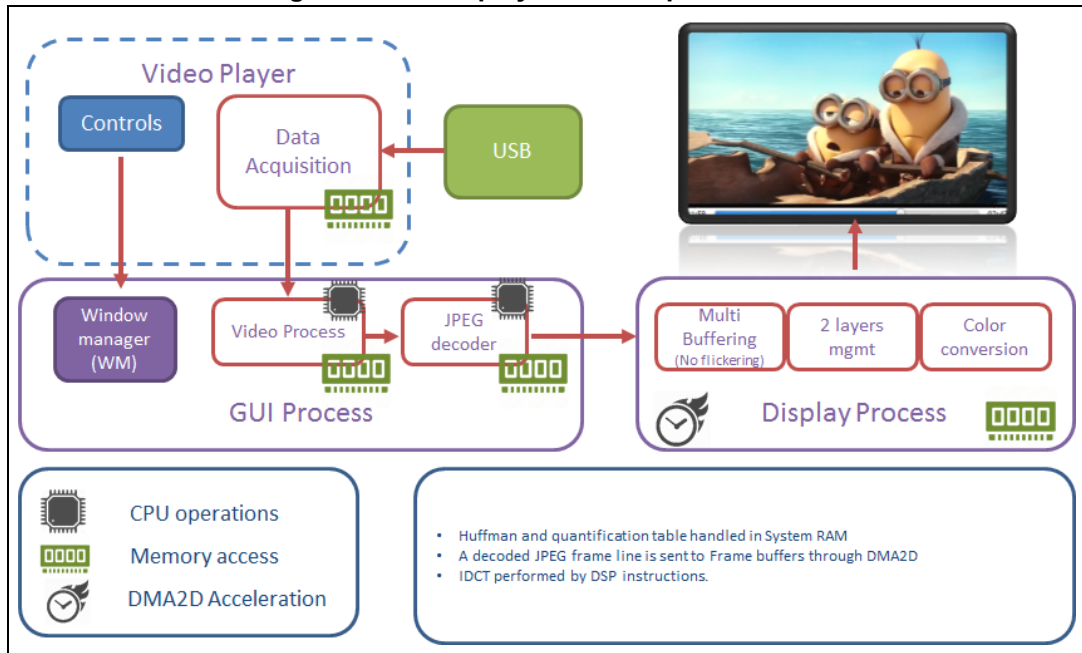 Video Player
Controls
Data
Acquisition
USB
Window
manager
(WM)
Video Process
JPEG
decoder
GUI Process
Multi
Buffering
(No flickering)
2 layers
mgmt
Color
conversion
Display Process
CPU operations
Memory access
DMA2D Acceleration
• Huffman and quantification table handled in System RAM
• A decoded JPEG frame line is sent to Frame buffers through DMA2D
• IDCT performed by DSP instructions.